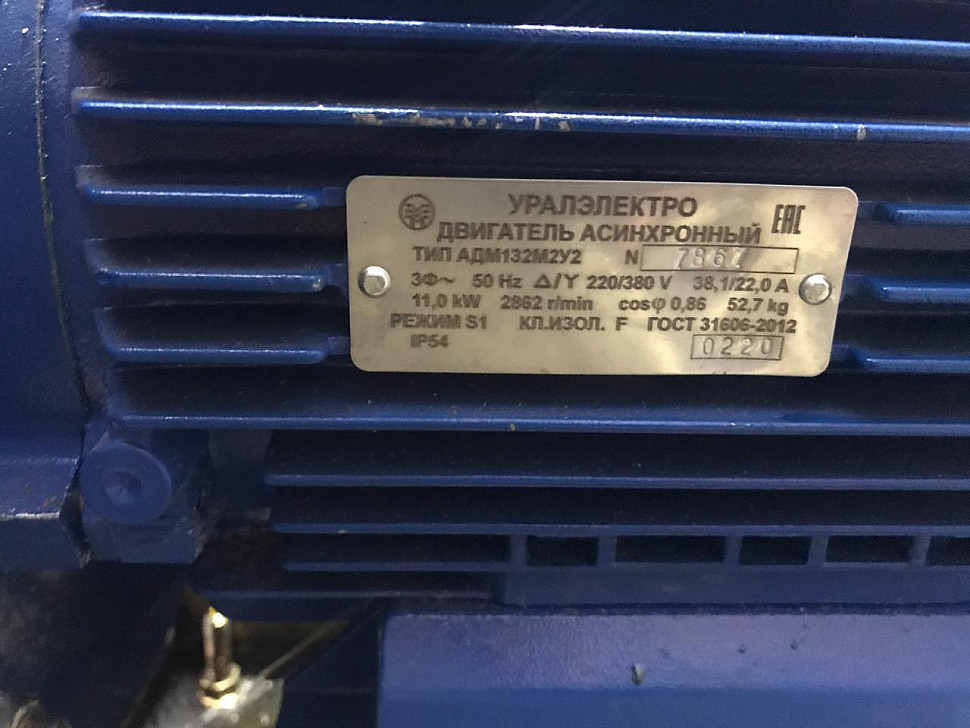 УРАЛЭЛЕКТРО
ДВИГАТЕЛЬ АСИНХРОННЫЙ EAC
ТИП АДМ132М2У2 N
3Ф~ 50 Hz Δ/Y 220/380 V 38,1/22,0 A
11,0 kW 2862 r/min cosφ 0,86 52,7 kg
РЕЖИМ S1 КЛ.ИЗОЛ. F ГОСТ 31606-2012
IP54 0220